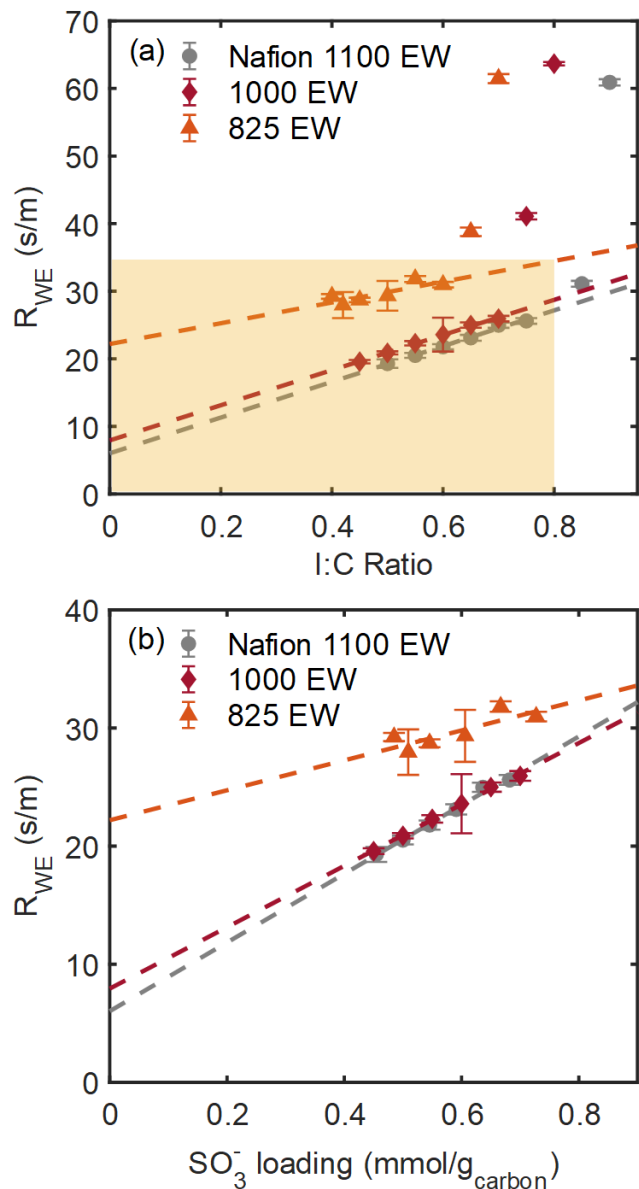 70
60
50
40
30
20
10
0
R_WE (s/m)
(a)
Nafion 1100 EW
1000 EW
825 EW
0 0.2 0.4 0.6 0.8
I:C Ratio
40
30
20
10
0
R_WE (s/m)
(b)
Nafion 1100 EW
1000 EW
825 EW
0 0.2 0.4 0.6 0.8
SO₃⁻ loading (mmol/g_carbon)